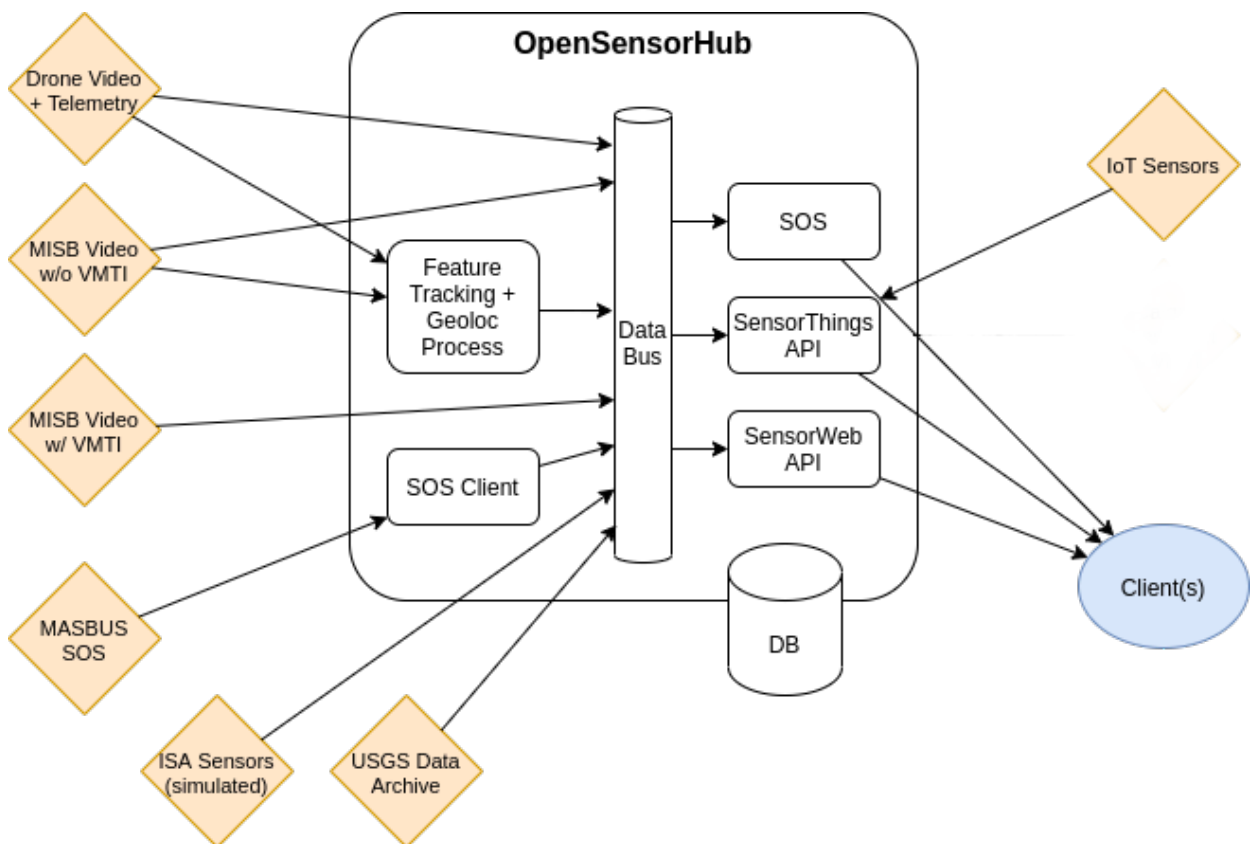 OpenSensorHub
Drone Video
+ Telemetry
IoT Sensors
SOS
MISB Video
w/o VMTI
Feature
Tracking +
Geoloc
Process
Data
Bus
SensorThings
API
MISB Video
w/ VMTI
SensorWeb
API
SOS Client
Client(s)
MASBUS
SOS
DB
ISA Sensors
(simulated)
USGS Data
Archive